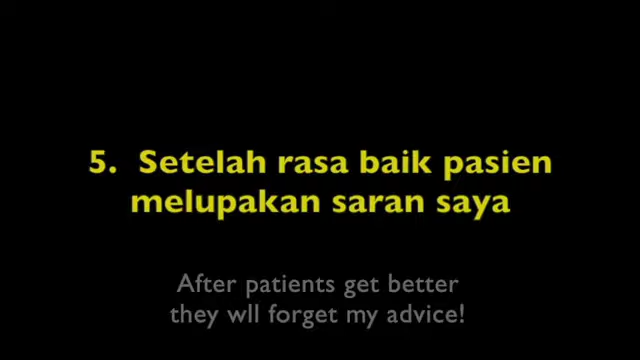 5. Setelah rasa baik pasien
melupakan saran saya
After patients get better
they wll forget my advice!